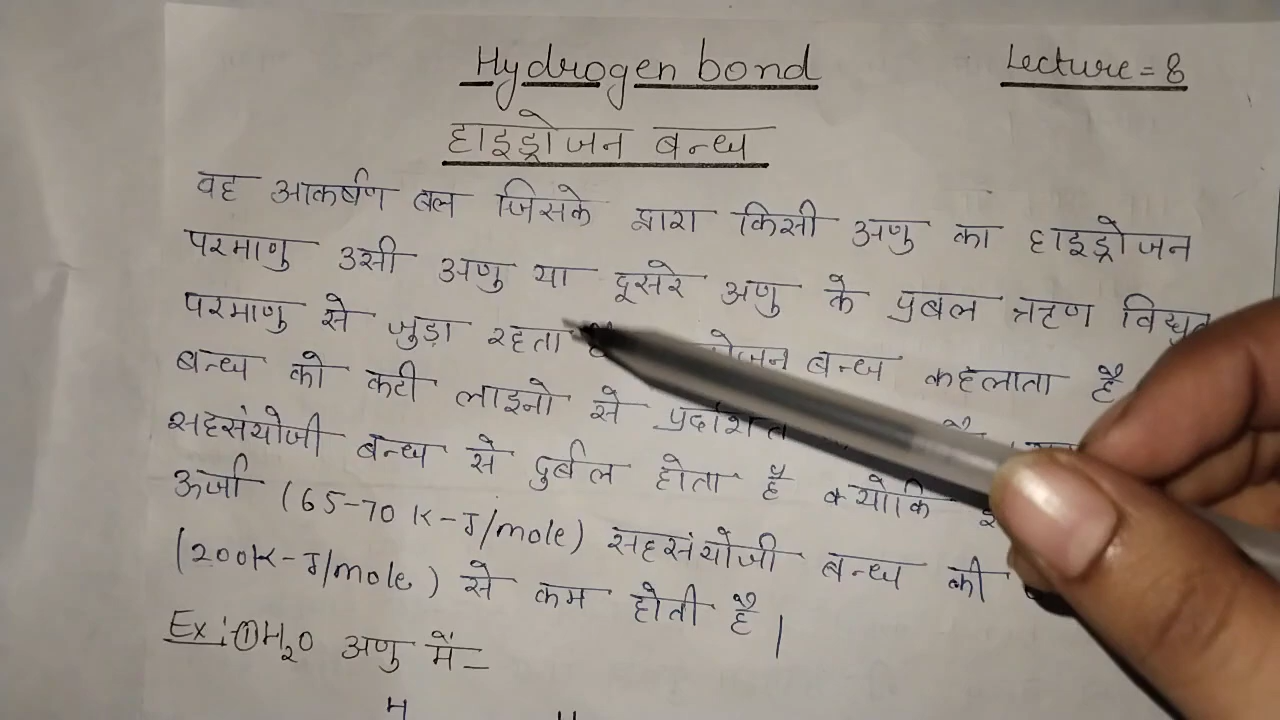 Hydrogen bond
Lecture = 8
हाइड्रोजन बन्ध
वह आकर्षण बल जिसके द्वारा किसी अणु का हाइड्रोजन
परमाणु उसी अणु या दूसरे अणु के प्रबल ऋण विद्युत
परमाणु से जुड़ा रहता बन्ध कहलाता है
बन्ध को कटी लाइनो से
सहसंयोजी बन्ध से दुर्बल होता है क्योकि
ऊर्जा (65-70 K-J/mole) सहसंयोजी बन्ध की
(200K-J/mole) से कम होती है |
Ex:-① H₂O अणु में-
H